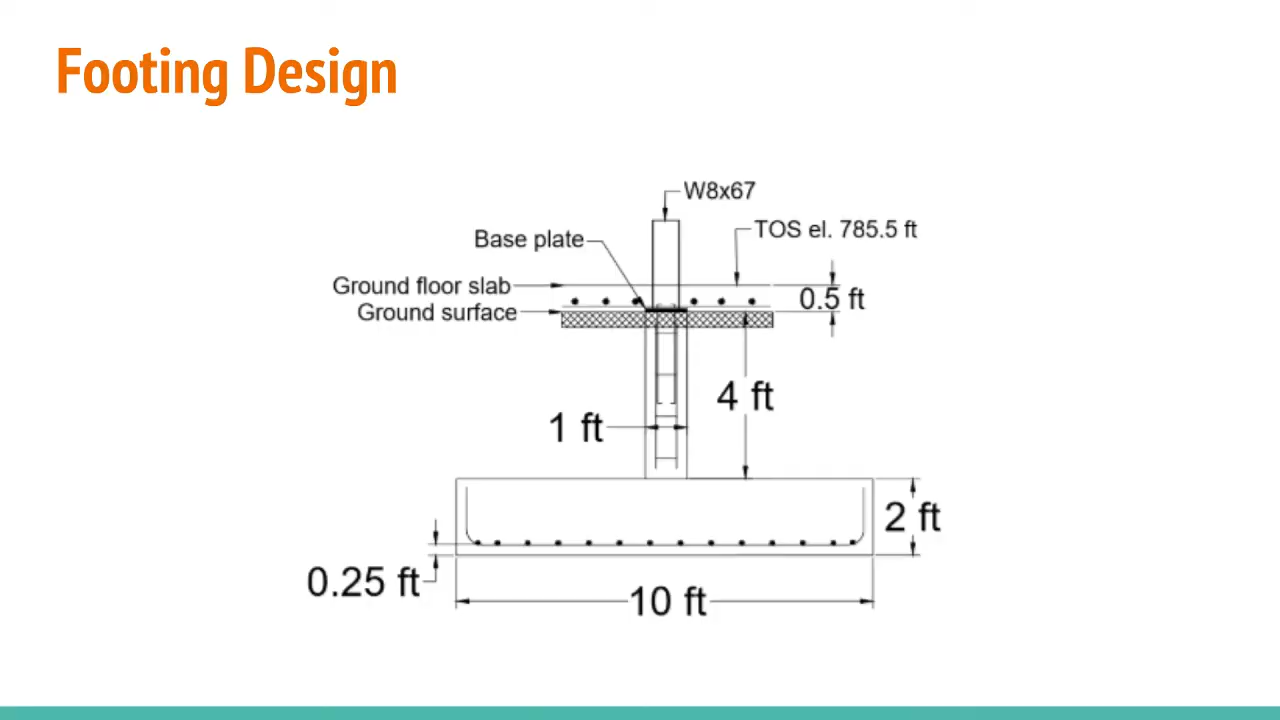 Footing Design
W8x67
TOS el. 785.5 ft
Base plate
Ground floor slab
0.5 ft
Ground surface
4 ft
1 ft
2 ft
0.25 ft
10 ft